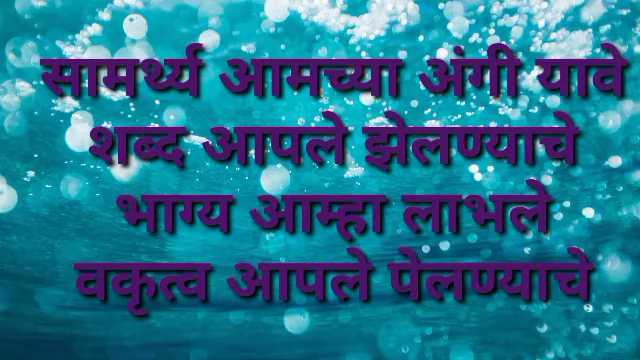 सामर्थ्य आमच्या अंगी यावे
शब्द आपले झेलण्याचे
भाग्य आम्हा लाभले
वकृत्व आपले पेलण्याचे